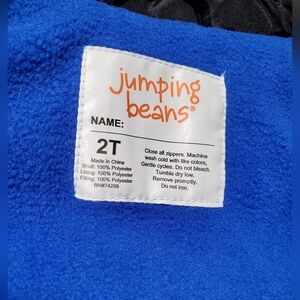 jumping
beans®
NAME:
2T
Made in China
Shell: 100% Polyester
Lining: 100% Polyester
Filling: 100% Polyester
RN#74299
Close all zippers. Machine
wash cold with like colors,
Gentle cycles. Do not bleach.
Tumble dry low.
Remove promptly.
Do not iron.